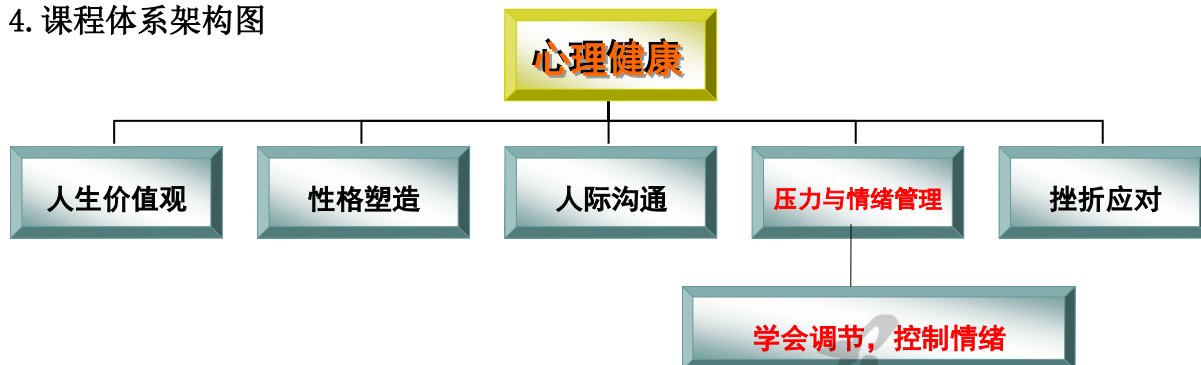 4.课程体系架构图
心理健康
人生价值观
性格塑造
人际沟通
压力与情绪管理
挫折应对
学会调节，控制情绪